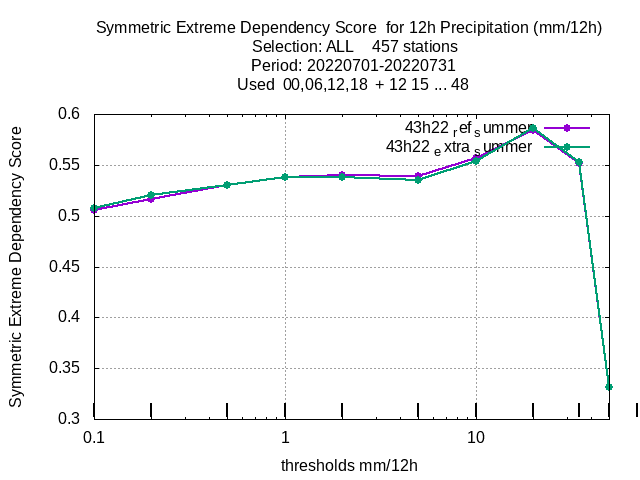 Symmetric Extreme Dependency Score  for 12h Precipitation (mm/12h)
Selection: ALL    457 stations
Period: 20220701-20220731
Used  00,06,12,18  + 12 15 ... 48
43h22 ref summer
43h22 extra summer
Symmetric Extreme Dependency Score
0.6
0.55
0.5
0.45
0.4
0.35
0.3
0.1 1 10
thresholds mm/12h